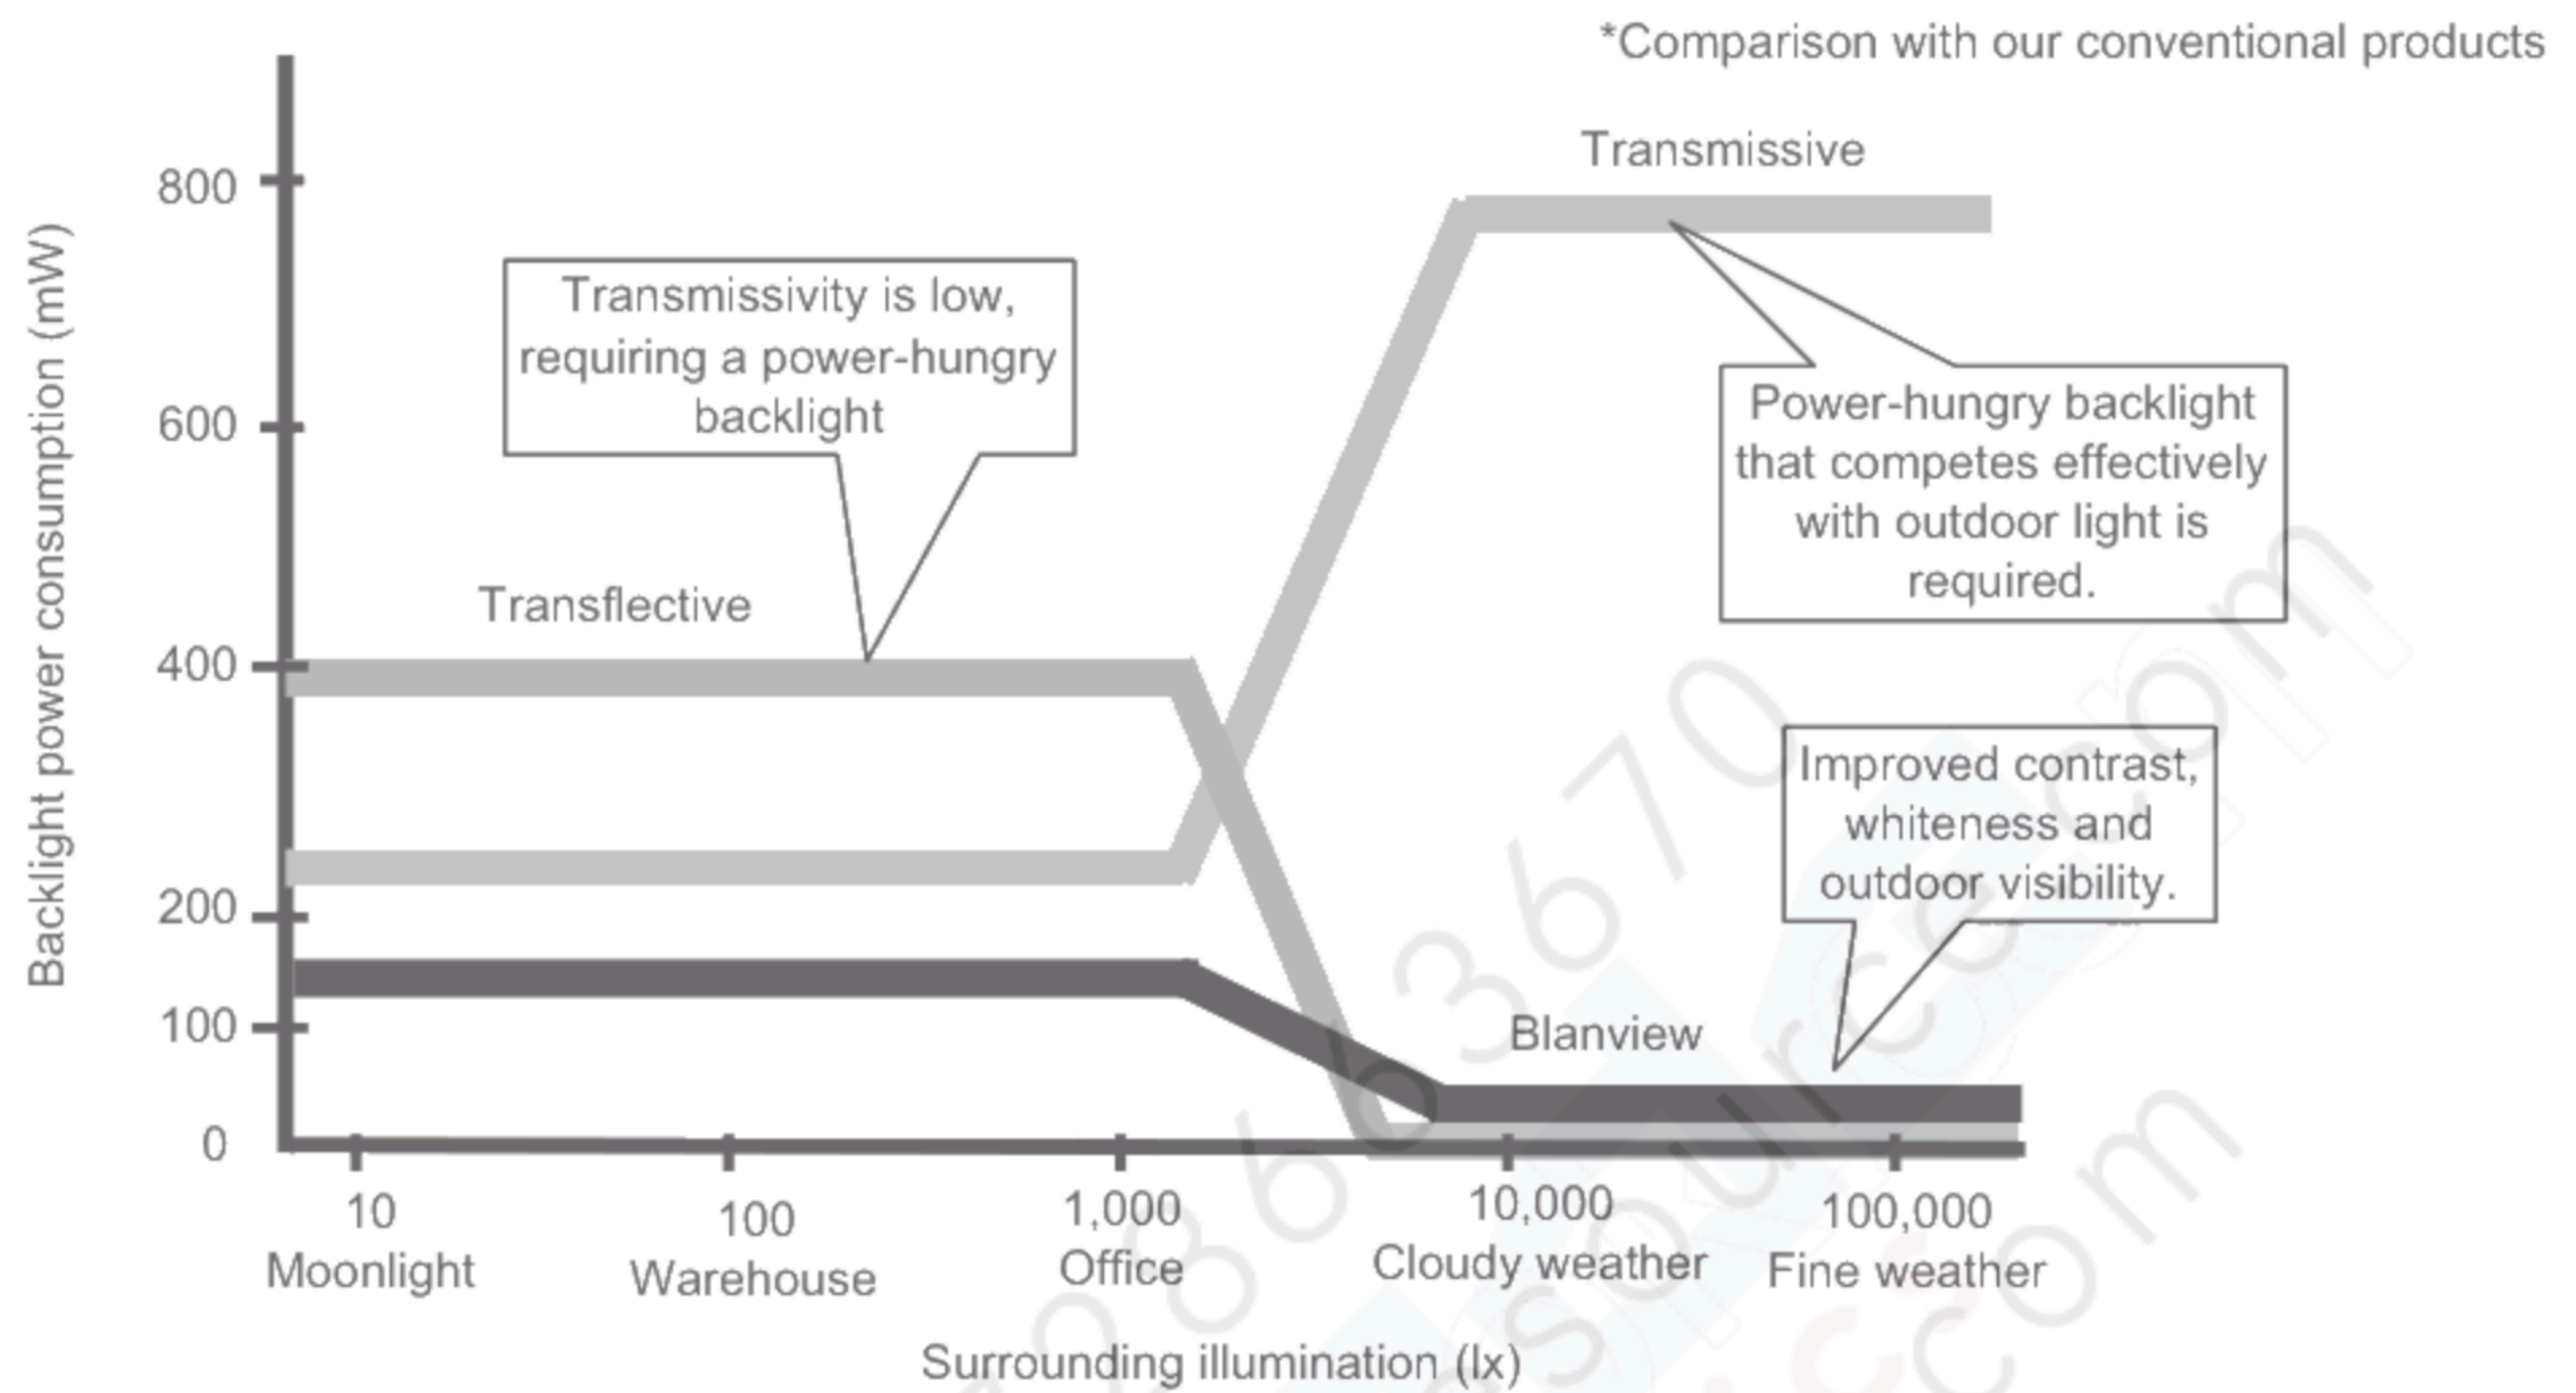 *Comparison with our conventional products
Transmissive
800
Transmissivity is low,
requiring a power-hungry
backlight
Power-hungry backlight
that competes effectively
with outdoor light is
required.
600
Transflective
400
Improved contrast,
whiteness and
outdoor visibility.
200
100
Blanview
0
Backlight power consumption (mW)
10
Moonlight
100
Warehouse
1,000
Office
10,000
Cloudy weather
100,000
Fine weather
Surrounding illumination (lx)